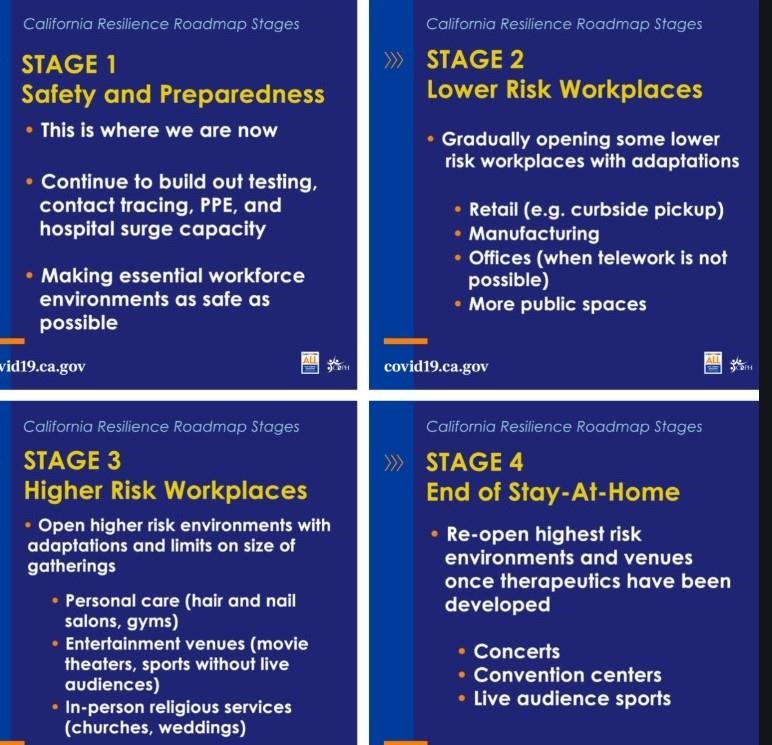 California Resilience Roadmap Stages
STAGE 1
Safety and Preparedness
• This is where we are now
• Continue to build out testing,
contact tracing, PPE, and
hospital surge capacity
• Making essential workforce
environments as safe as
possible
vid19.ca.gov
ALL
California Resilience Roadmap Stages
STAGE 2
Lower Risk Workplaces
• Gradually opening some lower
risk workplaces with adaptations
• Retail (e.g. curbside pickup)
• Manufacturing
• Offices (when telework is not
possible)
• More public spaces
covid19.ca.gov
ALL
California Resilience Roadmap Stages
STAGE 3
Higher Risk Workplaces
• Open higher risk environments with
adaptations and limits on size of
gatherings
• Personal care (hair and nail
salons, gyms)
• Entertainment venues (movie
theaters, sports without live
audiences)
• In-person religious services
(churches, weddings)
California Resilience Roadmap Stages
STAGE 4
End of Stay-At-Home
• Re-open highest risk
environments and venues
once therapeutics have been
developed
• Concerts
• Convention centers
• Live audience sports